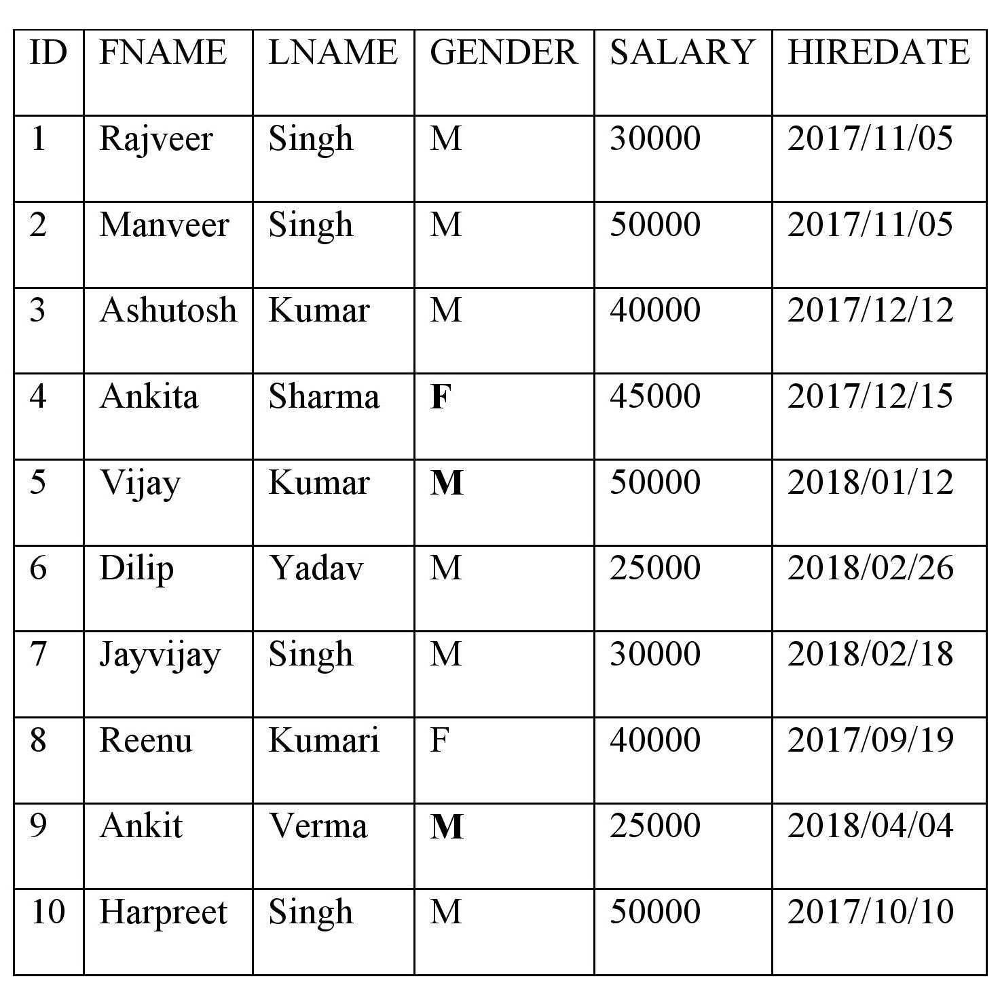 ID FNAME LNAME GENDER SALARY HIREDATE
1 Rajveer Singh M 30000 2017/11/05
2 Manveer Singh M 50000 2017/11/05
3 Ashutosh Kumar M 40000 2017/12/12
4 Ankita Sharma F 45000 2017/12/15
5 Vijay Kumar M 50000 2018/01/12
6 Dilip Yadav M 25000 2018/02/26
7 Jayvijay Singh M 30000 2018/02/18
8 Reenu Kumari F 40000 2017/09/19
9 Ankit Verma M 25000 2018/04/04
10 Harpreet Singh M 50000 2017/10/10